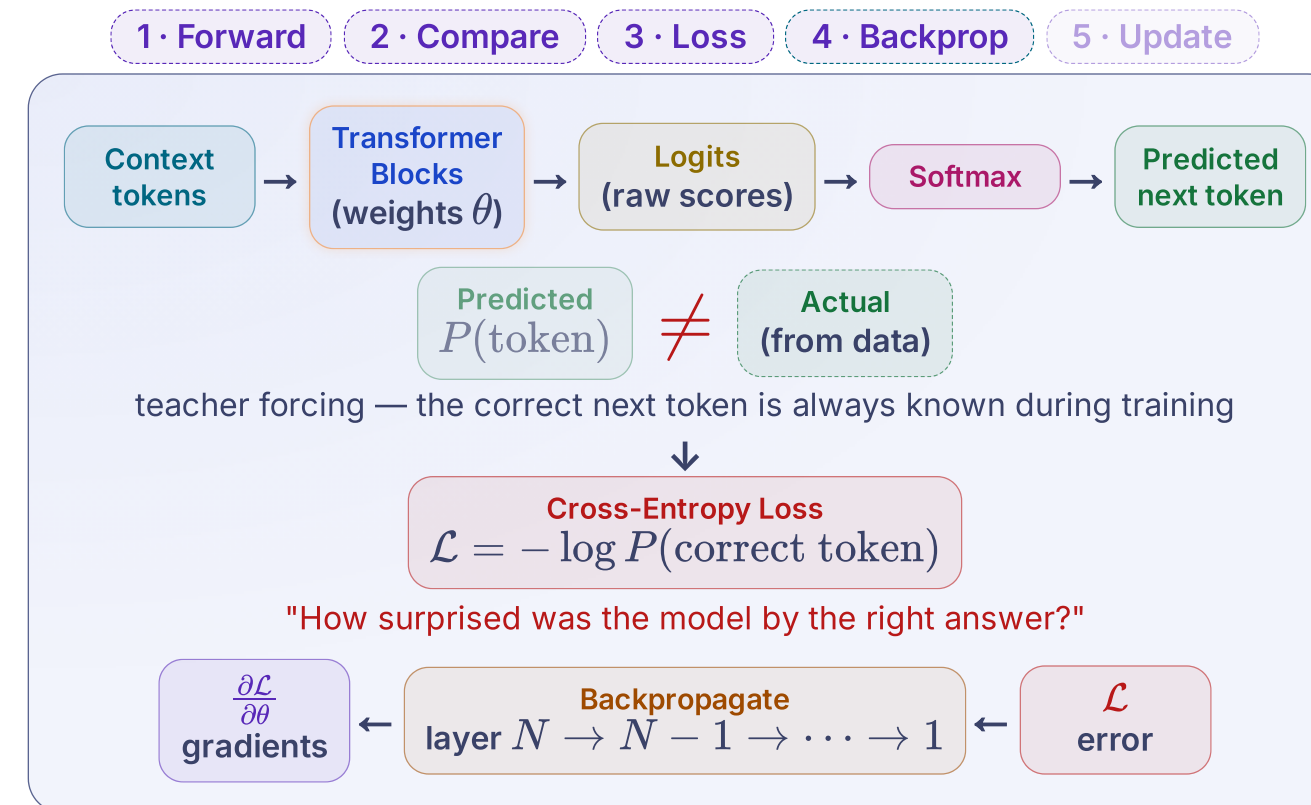 1 · Forward
2 · Compare
3 · Loss
4 · Backprop
5 · Update
Context
tokens
→
Transformer
Blocks
(weights θ)
→
Logits
(raw scores)
→
Softmax
→
Predicted
next token
Predicted
P(token)
≠
Actual
(from data)
teacher forcing — the correct next token is always known during training
↓
Cross-Entropy Loss
ℒ = − log P(correct token)
"How surprised was the model by the right answer?"
∂ℒ
∂θ
gradients
←
Backpropagate
layer N → N − 1 → ⋯ → 1
←
ℒ
error